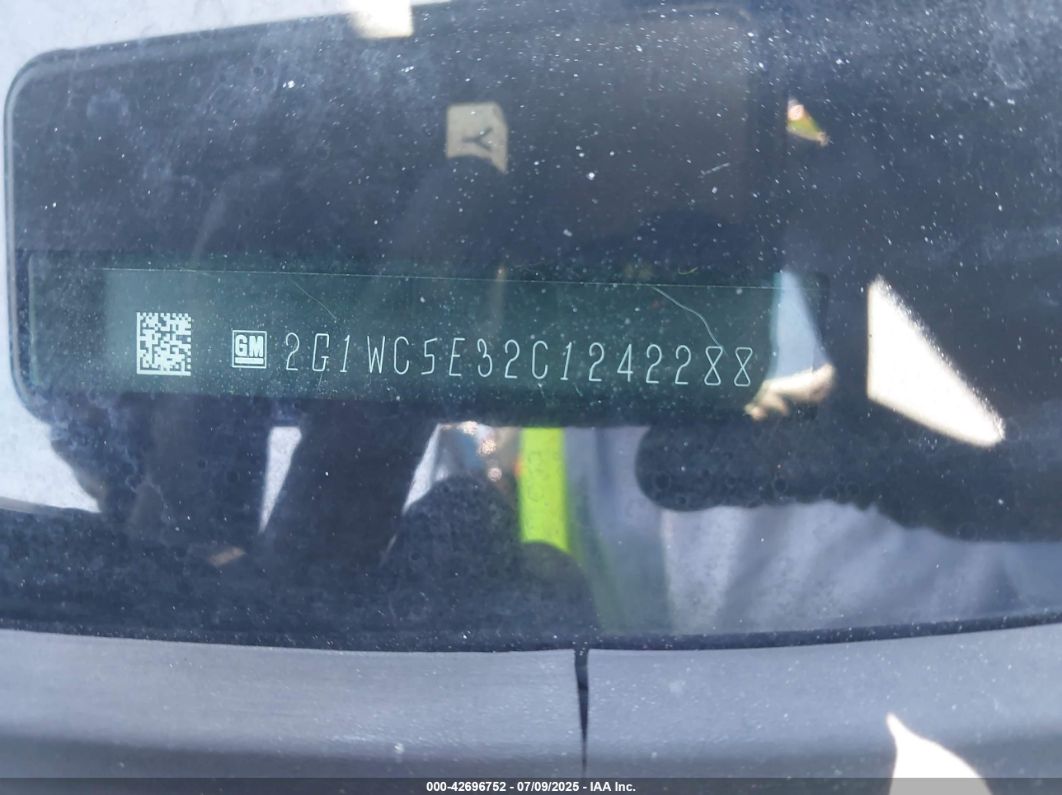 Y
GM 2G1WC5E32C1242288
000-42696752 - 07/09/2025 - IAA Inc.